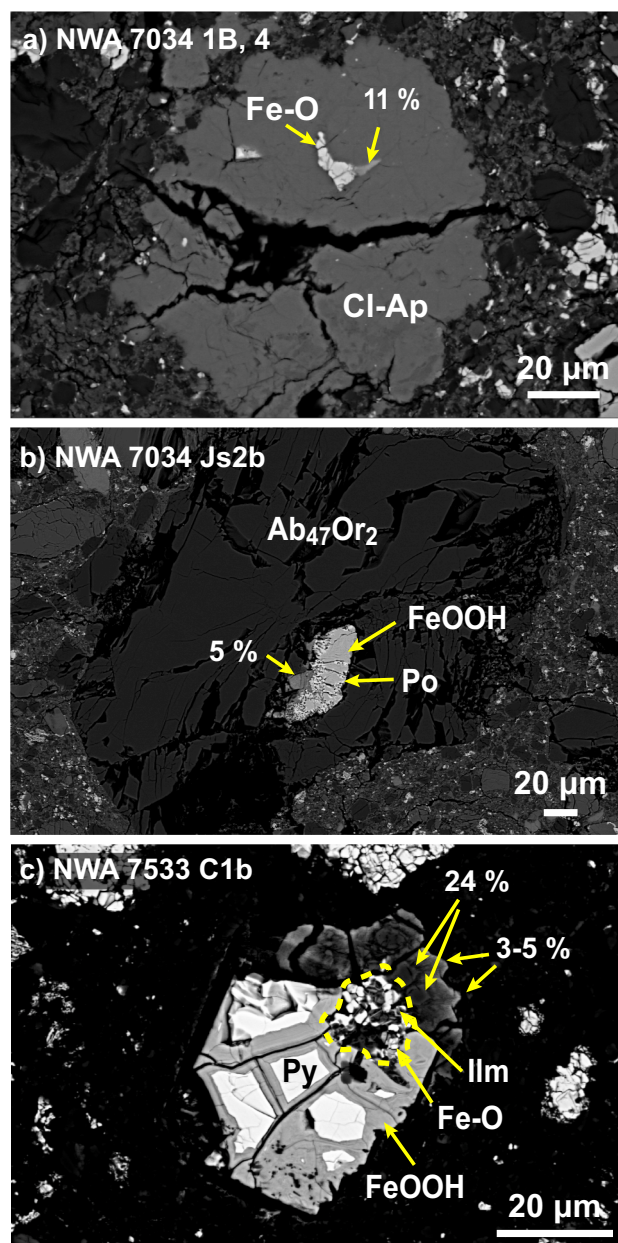 a) NWA 7034 1B, 4
Fe-O
11 %
Cl-Ap
20 µm
b) NWA 7034 Js2b
Ab47Or2
FeOOH
5 %
Po
20 µm
c) NWA 7533 C1b
24 %
3-5 %
Py
Ilm
Fe-O
FeOOH
20 µm